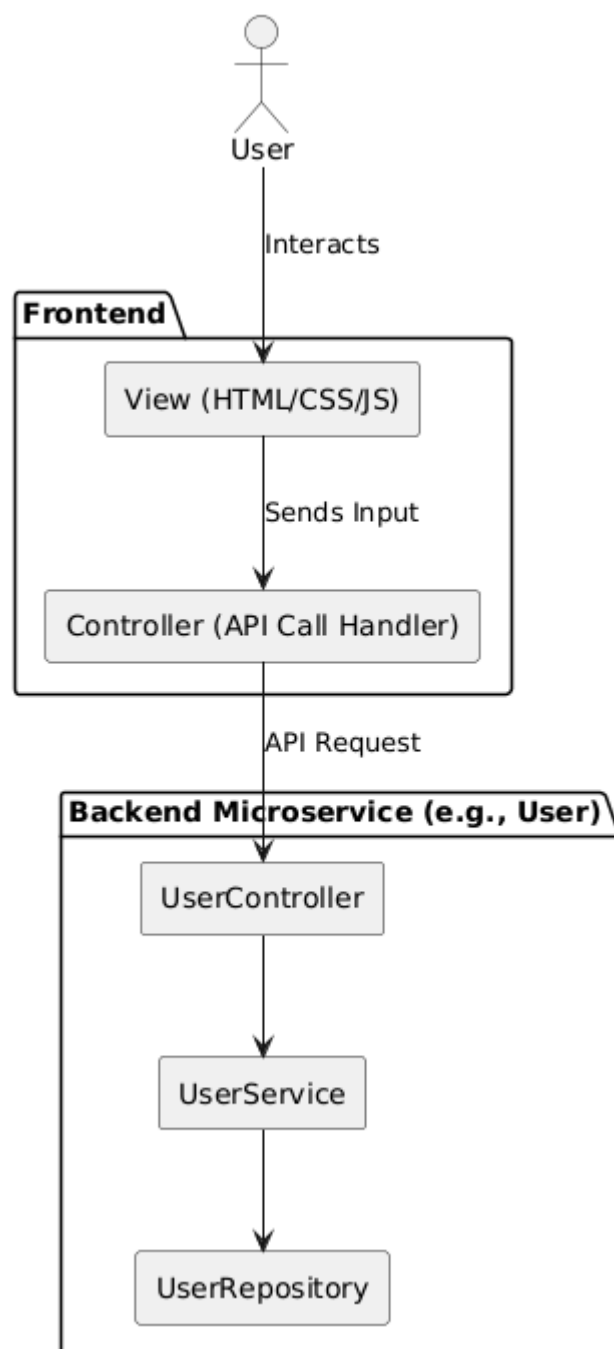 User
Interacts
Frontend
View (HTML/CSS/JS)
Sends Input
Controller (API Call Handler)
API Request
Backend Microservice (e.g., User)
UserController
UserService
UserRepository